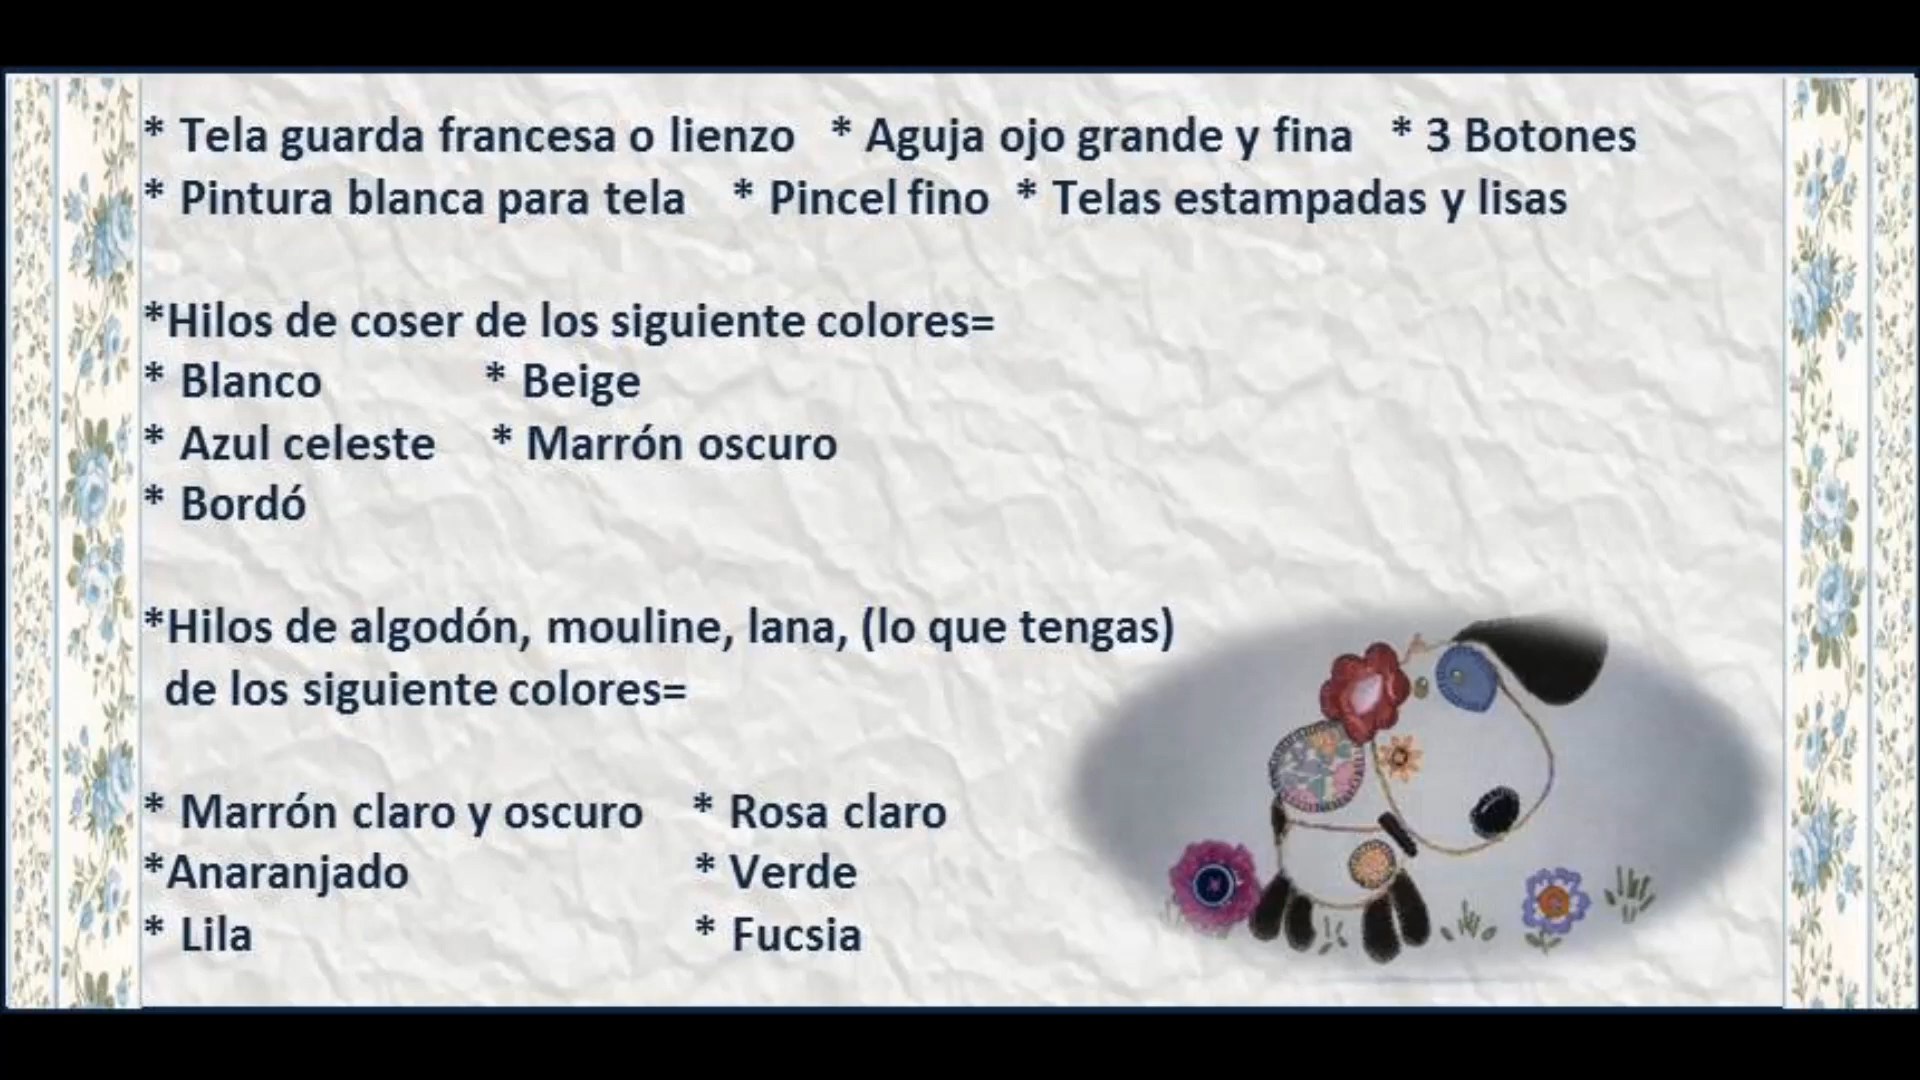 * Tela guarda francesa o lienzo * Aguja ojo grande y fina * 3 Botones
* Pintura blanca para tela * Pincel fino * Telas estampadas y lisas
*Hilos de coser de los siguiente colores=
* Blanco * Beige
* Azul celeste * Marrón oscuro
* Bordó
*Hilos de algodón, mouline, lana, (lo que tengas)
de los siguiente colores=
* Marrón claro y oscuro * Rosa claro
*Anaranjado * Verde
* Lila * Fucsia